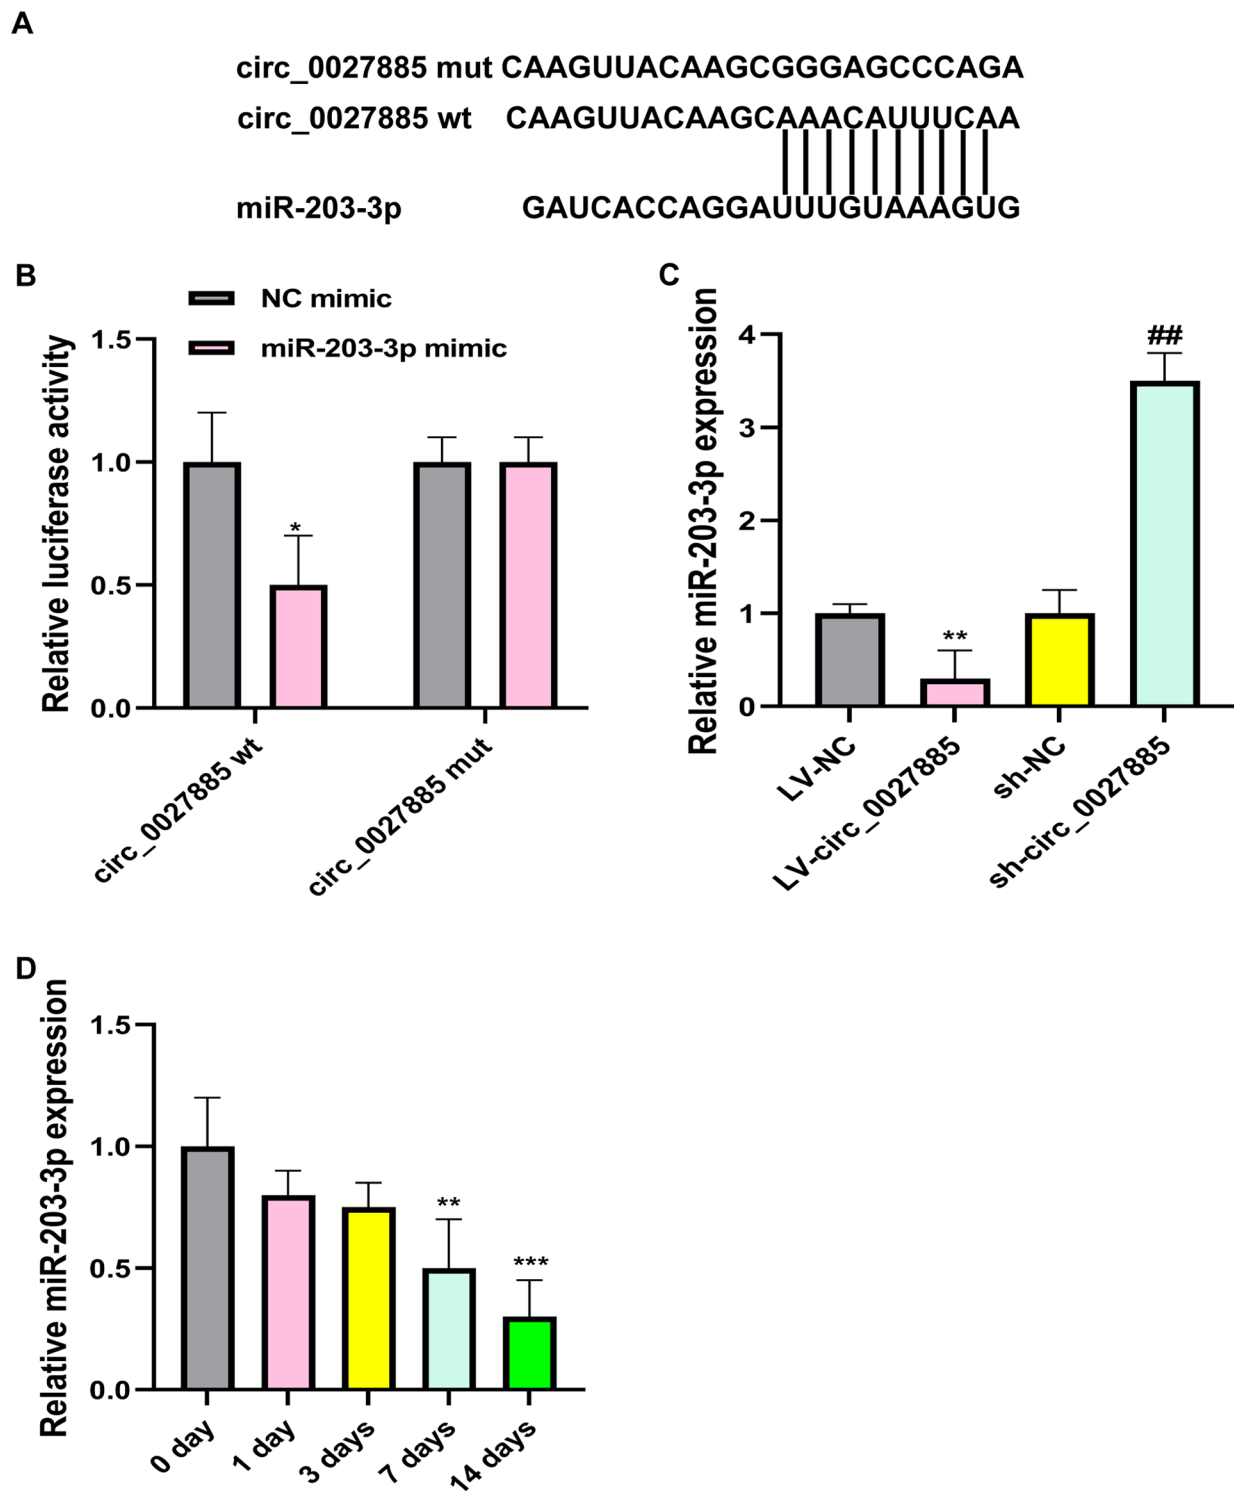 A
circ_0027885 mut CAAGUUACAAGCGGGAGCCCAGA
circ_0027885 wt CAAGUUACAAGCAAACAUUUCAA
miR-203-3p GAUCACCAGGAUUUGUAAAGUG
B
NC mimic
miR-203-3p mimic
Relative luciferase activity
1.5
1.0
0.5
0.0
*
circ_0027885 wt
circ_0027885 mut
C
Relative miR-203-3p expression
4
3
2
1
0
**
##
LV-NC
LV-circ_0027885
sh-NC
sh-circ_0027885
D
Relative miR-203-3p expression
1.5
1.0
0.5
0.0
**
***
0 day
1 day
3 days
7 days
14 days